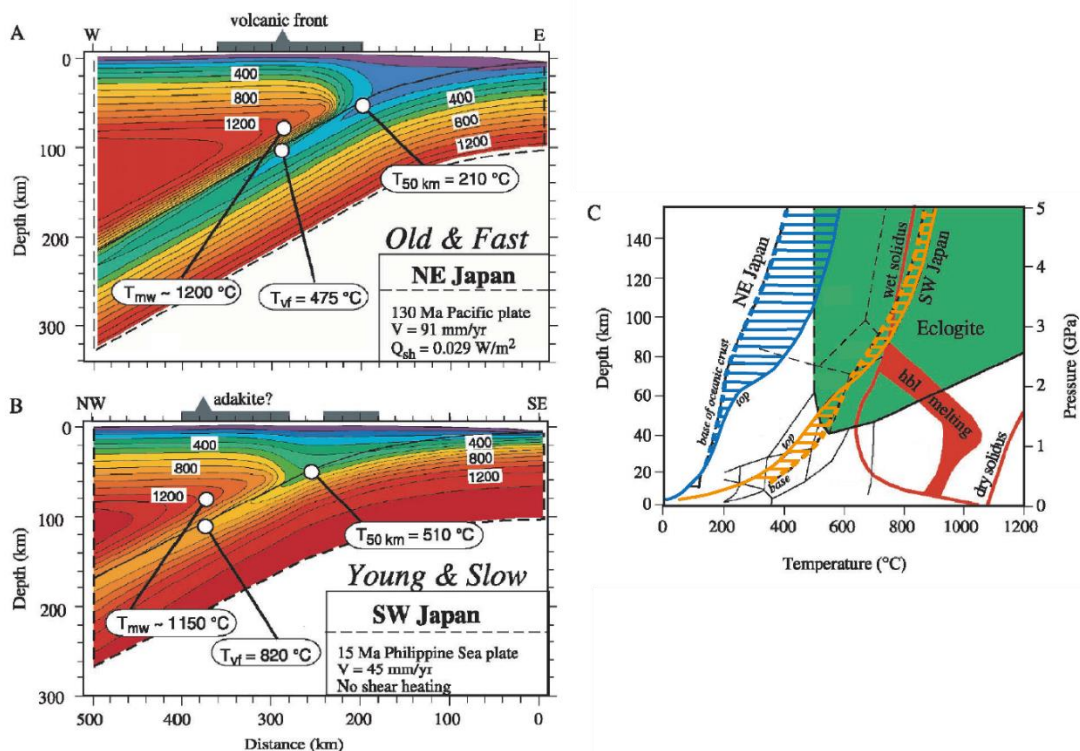 A
W
volcanic front
E
0
100
200
300
Depth (km)
400
800
1200
400
800
1200
T50 km = 210 °C
Tmw ~ 1200 °C
Tvf = 475 °C
Old & Fast
NE Japan
130 Ma Pacific plate
V = 91 mm/yr
Qsh = 0.029 W/m²
B
NW
adakite?
SE
0
100
200
300
Depth (km)
400
800
1200
400
800
1200
T50 km = 510 °C
Tmw ~ 1150 °C
Tvf = 820 °C
Young & Slow
SW Japan
15 Ma Philippine Sea plate
V = 45 mm/yr
No shear heating
500 400 300 200 100 0
Distance (km)
C
140
120
100
80
60
40
20
0
Depth (km)
5
4
3
2
1
0
Pressure (GPa)
NE Japan
base of oceanic crust
top
wet solidus
SW Japan
Eclogite
hbl melting
top
base
dry solidus
0 200 400 600 800 1000 1200
Temperature (°C)